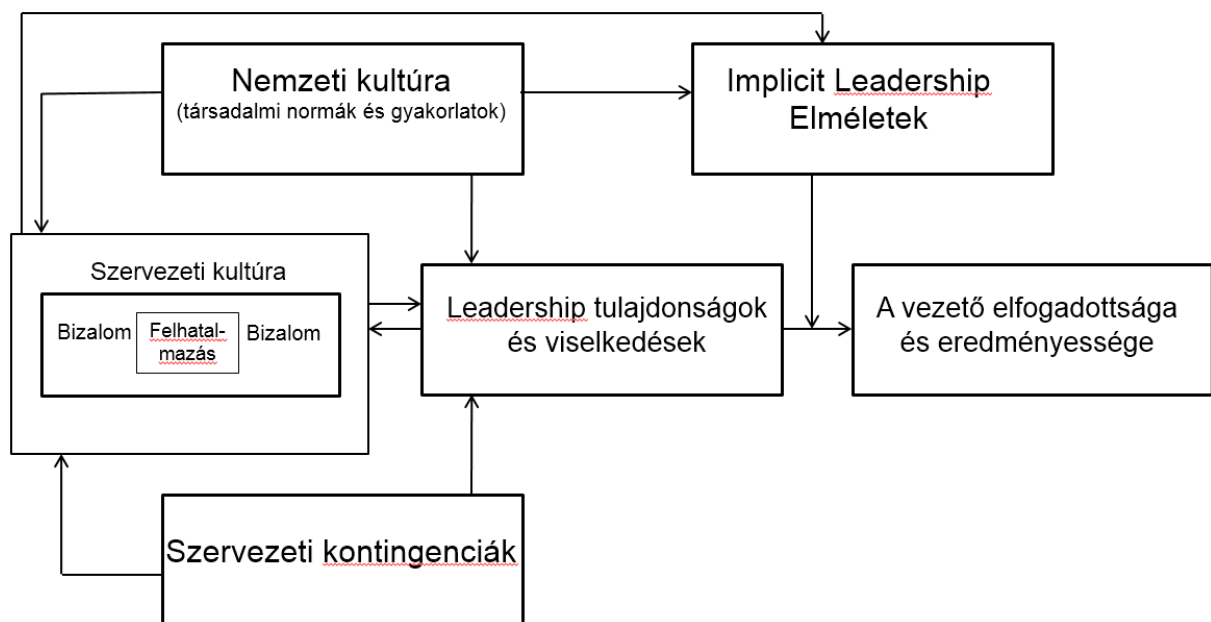 Nemzeti kultúra
(társadalmi normák és gyakorlatok)
Implicit Leadership
Elméletek
Szervezeti kultúra
Bizalom
Felhatal-
mazás
Bizalom
Leadership tulajdonságok
és viselkedések
A vezető elfogadottsága
és eredményessége
Szervezeti kontingenciák